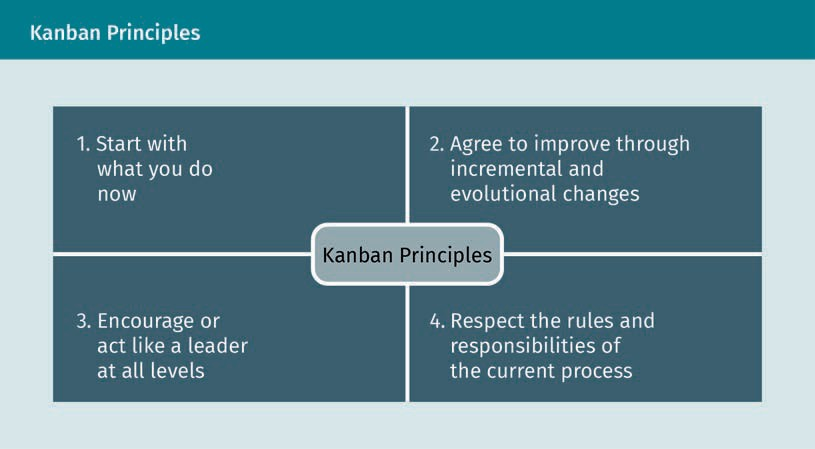 Kanban Principles
1. Start with
what you do
now
2. Agree to improve through
incremental and
evolutional changes
Kanban Principles
3. Encourage or
act like a leader
at all levels
4. Respect the rules and
responsibilities of
the current process